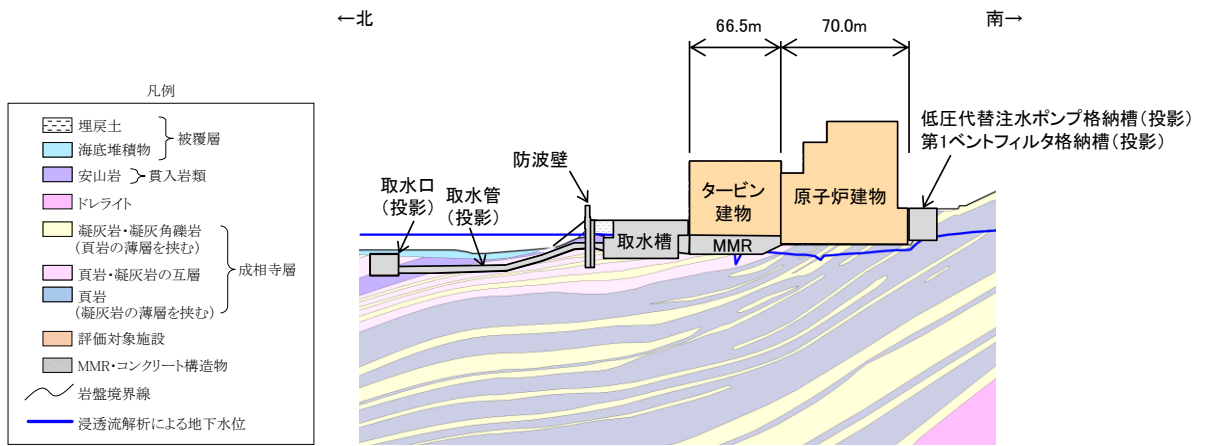 ←北
南→
66.5m
70.0m
凡例
埋戻土
海底堆積物
被覆層
安山岩
貫入岩類
ドレライト
凝灰岩・凝灰角礫岩
(頁岩の薄層を挟む)
頁岩・凝灰岩の互層
頁岩
(凝灰岩の薄層を挟む)
成相寺層
評価対象施設
MMR・コンクリート構造物
岩盤境界線
浸透流解析による地下水位
取水口
(投影)
取水管
(投影)
防波壁
取水槽
タービン
建物
MMR
原子炉建物
低圧代替注水ポンプ格納槽(投影)
第1ベントフィルタ格納槽(投影)